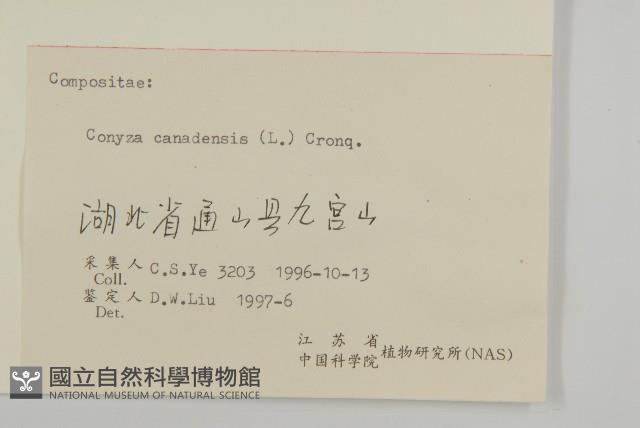 Compositae:
Conyza canadensis (L.) Cronq.
湖北省通山县九宫山
采集人 C.S.Ye 3203 1996-10-13
Coll.
鉴定人 D.W.Liu 1997-6
Det.
江苏省
中国科学院 植物研究所(NAS)
國立自然科學博物館
NATIONAL MUSEUM OF NATURAL SCIENCE